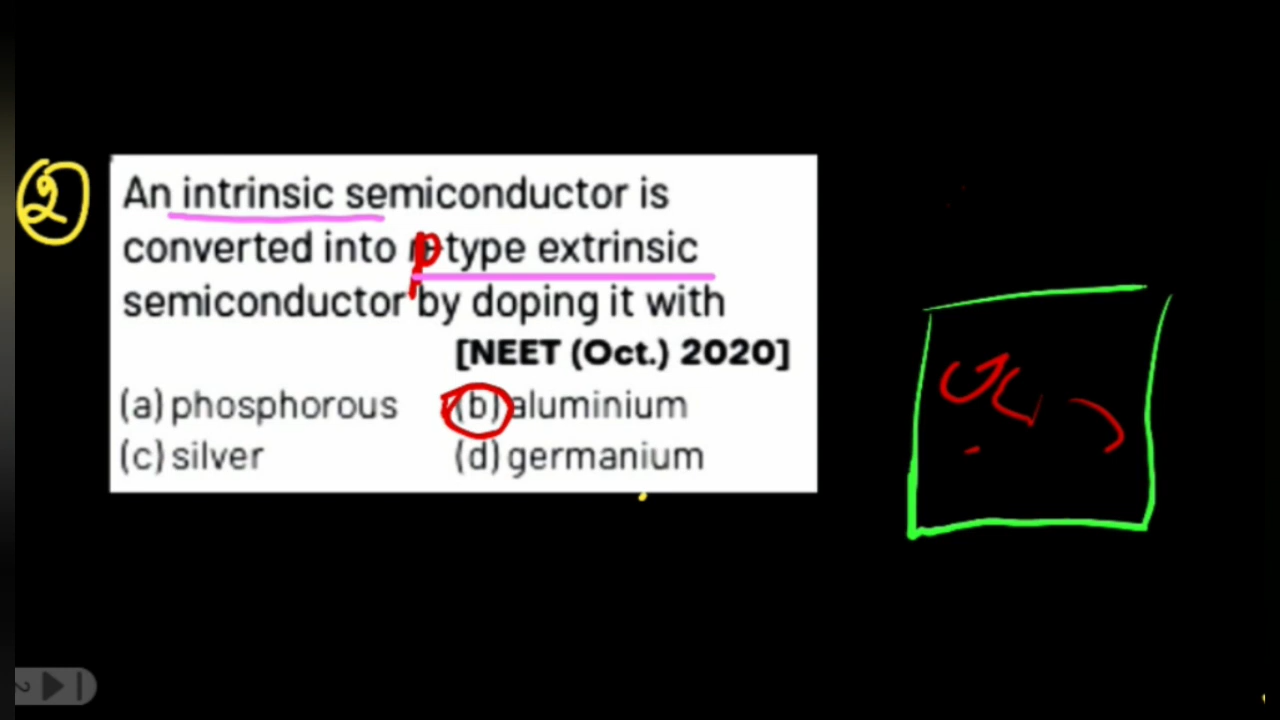 2
An intrinsic semiconductor is
converted into p type extrinsic
semiconductor by doping it with
[NEET (Oct.) 2020]
(a) phosphorous (b) aluminium
(c) silver (d) germanium